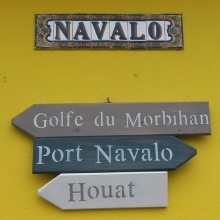 NAVALO
Golfe du Morbihan
Port Navalo
Houat